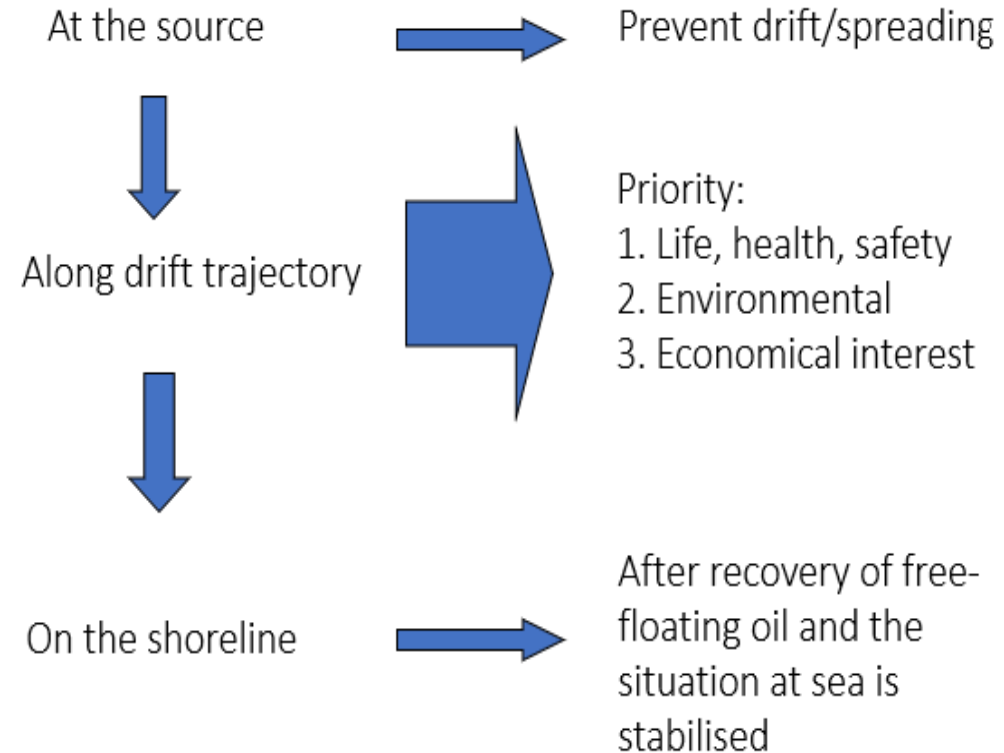 At the source
Prevent drift/spreading
Along drift trajectory
Priority:
1. Life, health, safety
2. Environmental
3. Economical interest
On the shoreline
After recovery of free-
floating oil and the
situation at sea is
stabilised